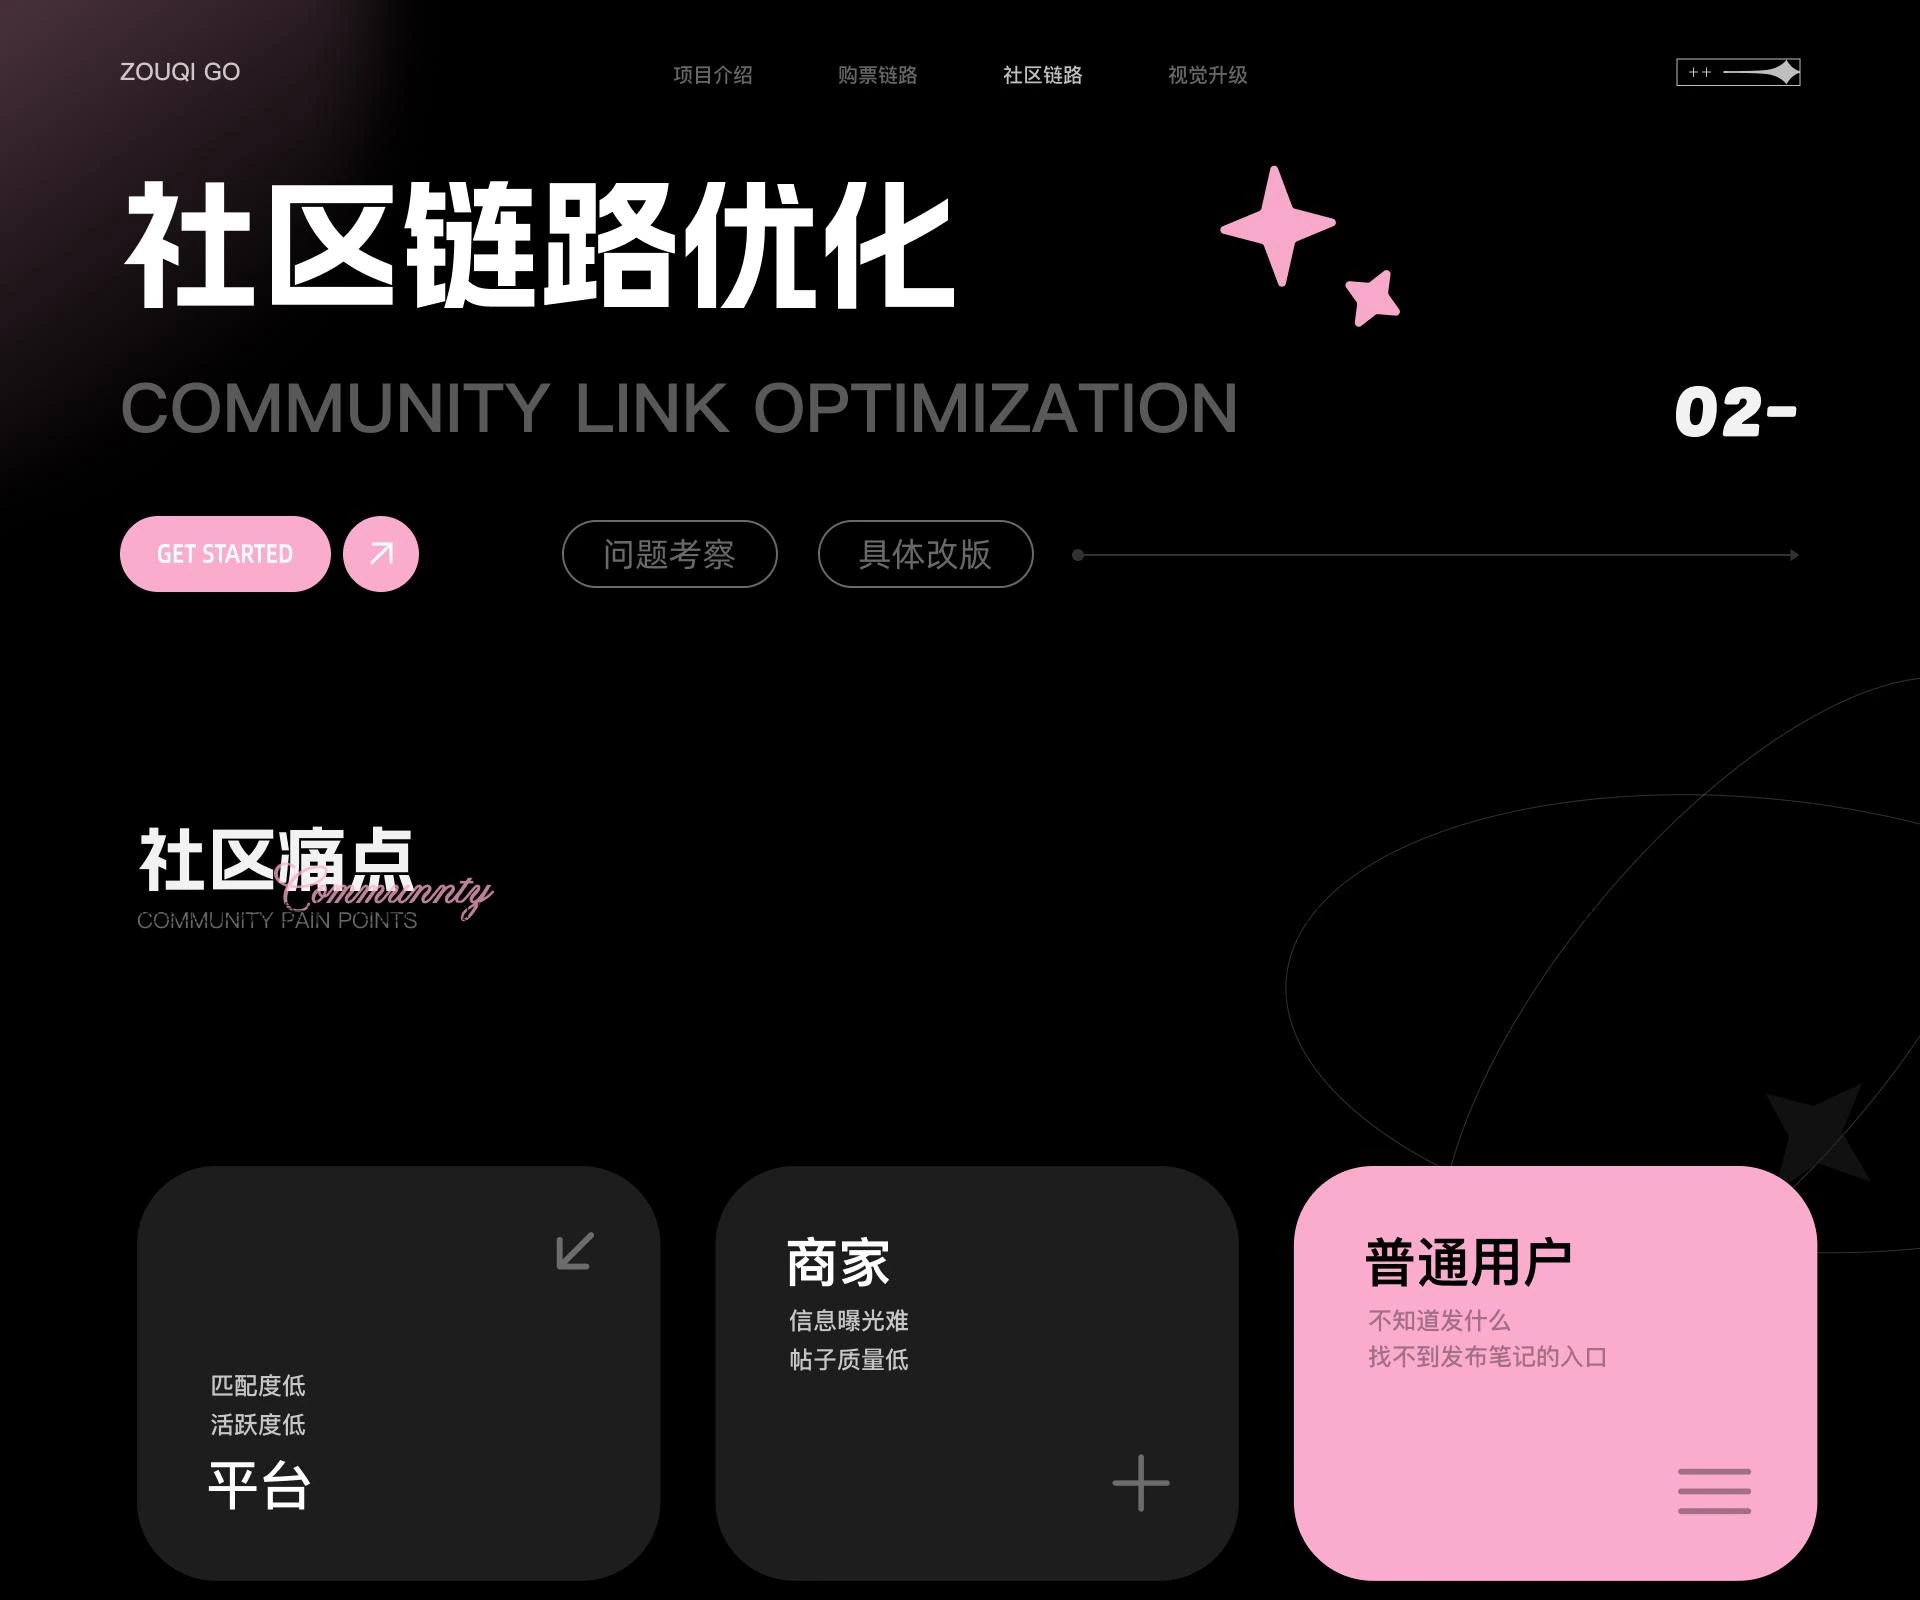 ZOUQI GO
项目介绍
购票链路
社区链路
视觉升级
社区链路优化
COMMUNITY LINK OPTIMIZATION
02-
GET STARTED
问题考察
具体改版
社区痛点
Communnty
COMMUNITY PAIN POINTS
匹配度低
活跃度低
平台
商家
信息曝光难
帖子质量低
普通用户
不知道发什么
找不到发布笔记的入口